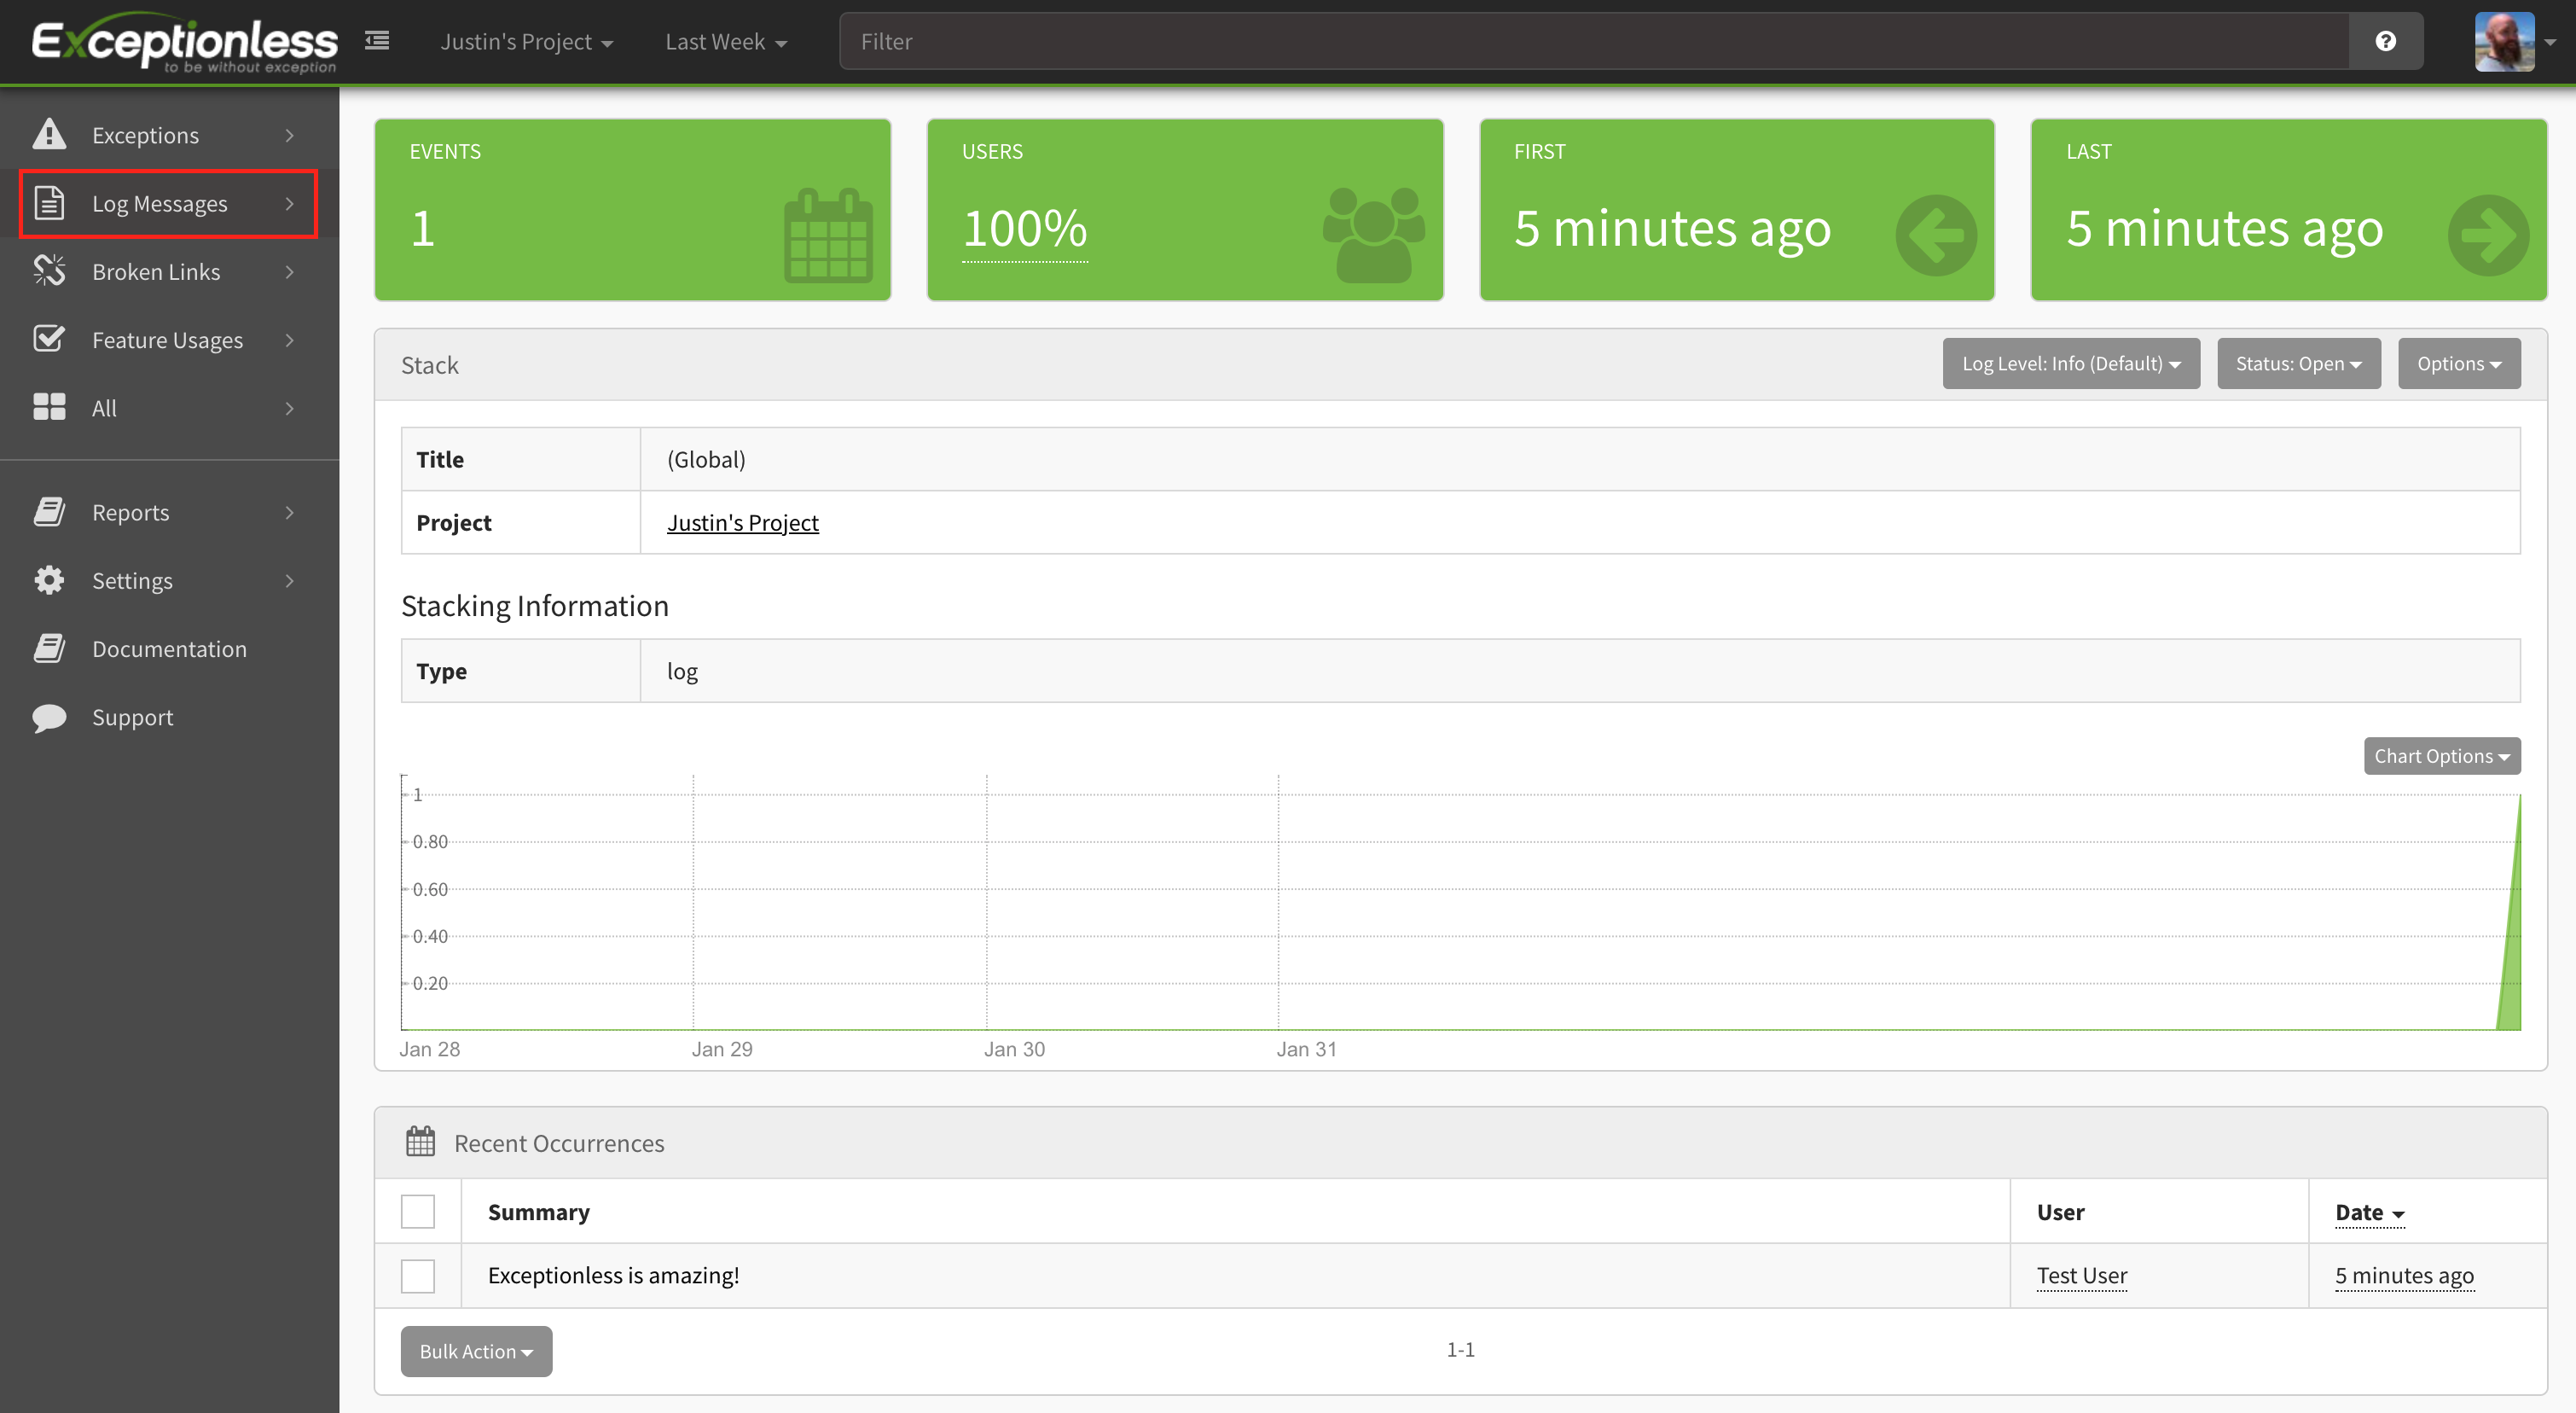 Exceptionless
to be without exception
Justin's Project
Last Week
Filter
Exceptions
Log Messages
Broken Links
Feature Usages
All
Reports
Settings
Documentation
Support
EVENTS
1
USERS
100%
FIRST
5 minutes ago
LAST
5 minutes ago
Stack
Log Level: Info (Default)
Status: Open
Options
Title
(Global)
Project
Justin's Project
Stacking Information
Type
log
Chart Options
1
0.80
0.60
0.40
0.20
Jan 28
Jan 29
Jan 30
Jan 31
Recent Occurrences
Summary
User
Date
Exceptionless is amazing!
Test User
5 minutes ago
Bulk Action
1-1